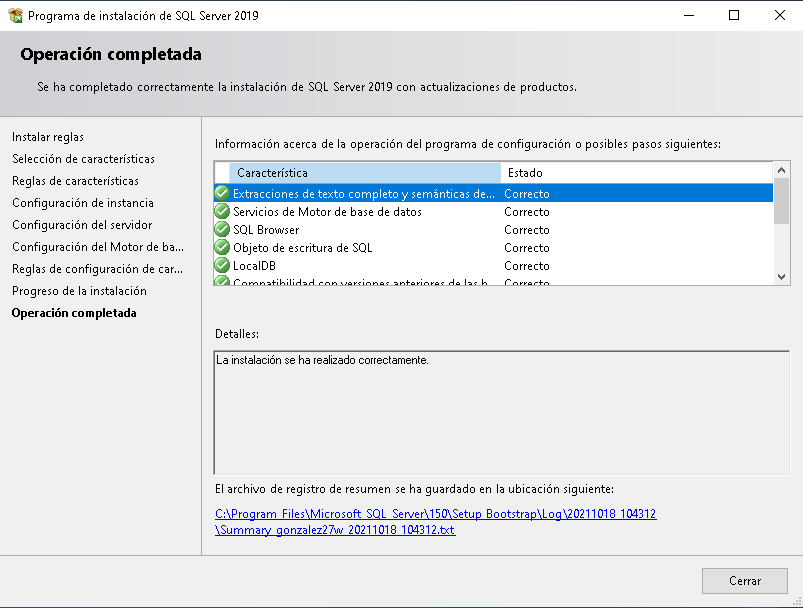 Programa de instalación de SQL Server 2019
Operación completada
Se ha completado correctamente la instalación de SQL Server 2019 con actualizaciones de productos.
Instalar reglas
Selección de características
Reglas de características
Configuración de instancia
Configuración del servidor
Configuración del Motor de ba...
Reglas de configuración de car...
Progreso de la instalación
Operación completada
Información acerca de la operación del programa de configuración o posibles pasos siguientes:
Característica Estado
Extracciones de texto completo y semánticas de... Correcto
Servicios de Motor de base de datos Correcto
SQL Browser Correcto
Objeto de escritura de SQL Correcto
LocalDB Correcto
Compatibilidad con versiones anteriores de las h... Correcto
Detalles:
La instalación se ha realizado correctamente.
El archivo de registro de resumen se ha guardado en la ubicación siguiente:
C:\Program Files\Microsoft SQL Server\150\Setup Bootstrap\Log\20211018_104312
\Summary_gonzalez27w_20211018_104312.txt
Cerrar